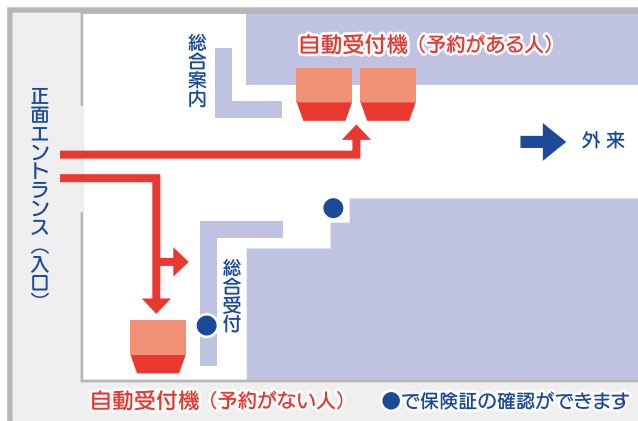 自動受付機（予約がある人）
総合案内
正面エントランス（入口）
外来
総合受付
自動受付機（予約がない人）
●で保険証の確認ができます